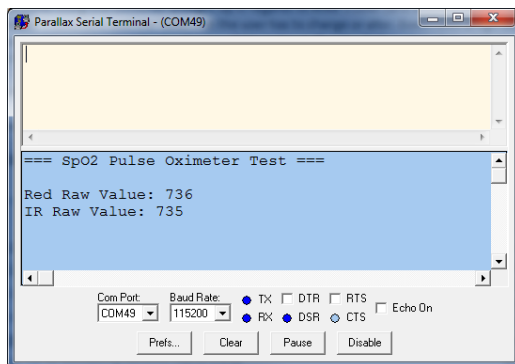 Parallax Serial Terminal - (COM49)
=== SpO2 Pulse Oximeter Test ===
Red Raw Value: 736
IR Raw Value: 735
Com Port: Baud Rate: TX DTR RTS
COM49 115200 RX DSR CTS Echo On
Prefs... Clear Pause Disable